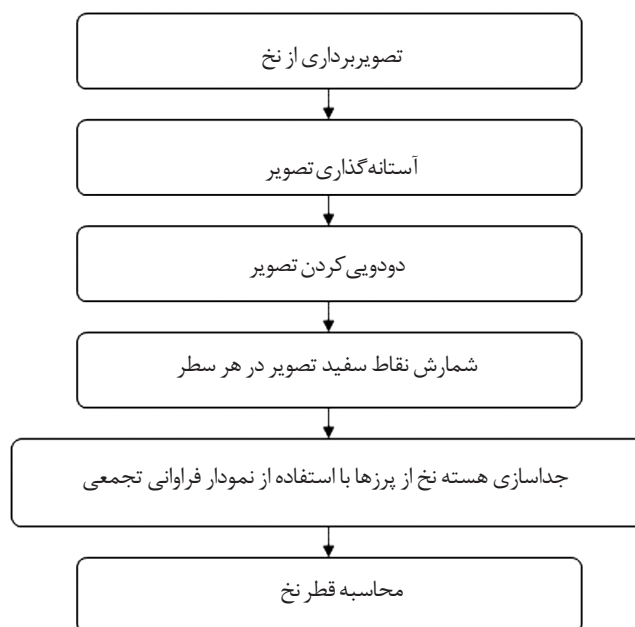 تصویربرداری از نخ
آستانه‌گذاری تصویر
دودویی‌کردن تصویر
شمارش نقاط سفید تصویر در هر سطر
جداسازی هسته نخ از پرزها با استفاده از نمودار فراوانی تجمعی
محاسبه قطر نخ